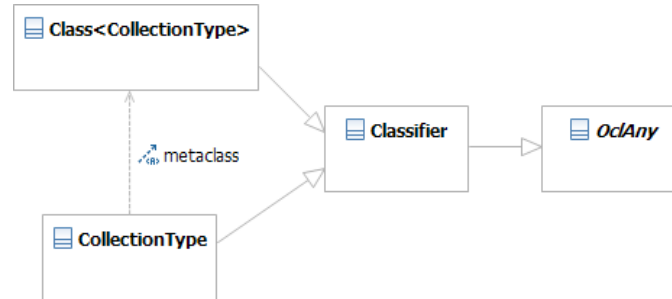 Class<CollectionType>
Classifier
OclAny
metaclass
CollectionType